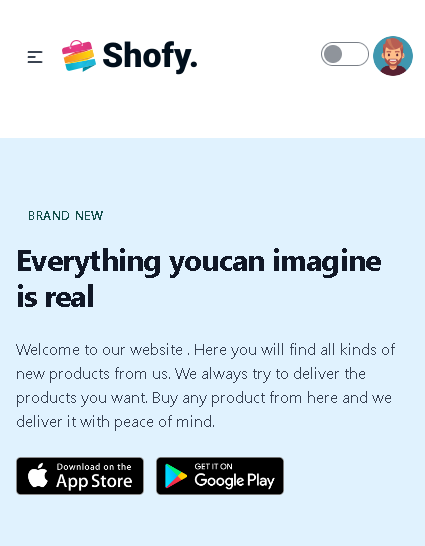 Shofy.
BRAND NEW
Everything youcan imagine
is real
Welcome to our website . Here you will find all kinds of
new products from us. We always try to deliver the
products you want. Buy any product from here and we
deliver it with peace of mind.
Download on the
App Store
GET IT ON
Google Play